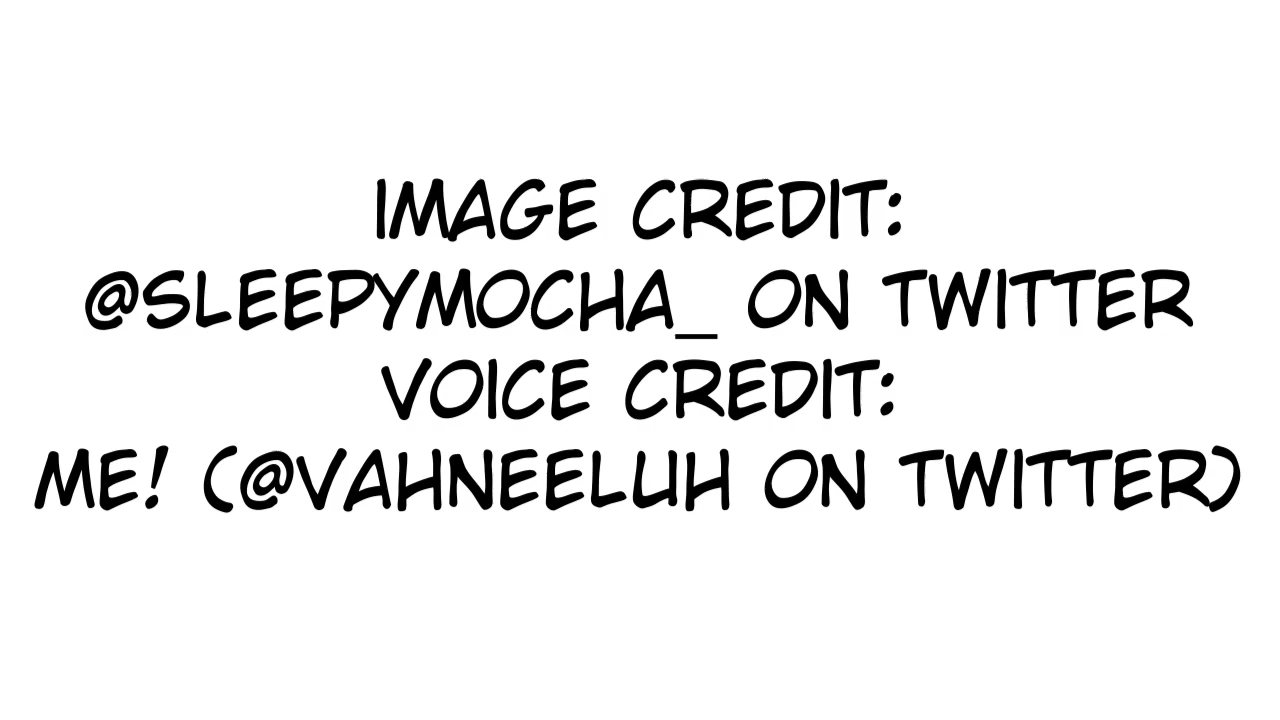 IMAGE CREDIT:
@SLEEPYMOCHA_ ON TWITTER
VOICE CREDIT:
ME! (@VAHNEELUH ON TWITTER)